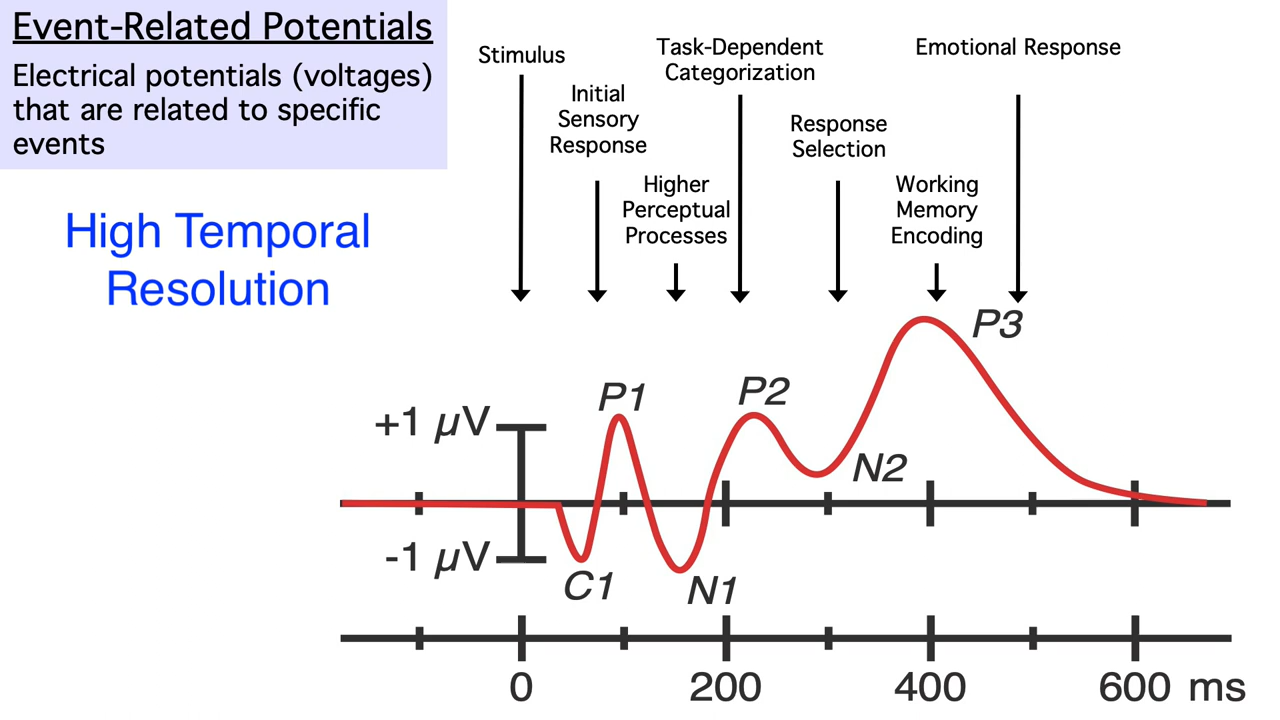 Event-Related Potentials
Electrical potentials (voltages)
that are related to specific
events
High Temporal
Resolution
Stimulus
Initial
Sensory
Response
Higher
Perceptual
Processes
Task-Dependent
Categorization
Response
Selection
Working
Memory
Encoding
Emotional Response
+1 µV
-1 µV
C1
P1
N1
P2
N2
P3
0
200
400
600 ms